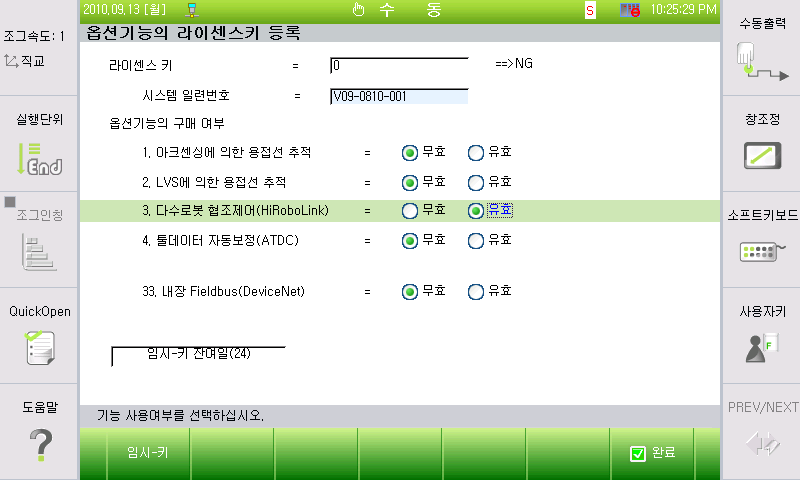 2010.09.13 [월] 수 동 S 10:25:29 PM
옵션기능의 라이센스키 등록
조그속도: 1
직교
실행단위
End
조그인칭
QuickOpen
도움말
라이센스 키 = 0 ==>NG
시스템 일련번호 = V09-0810-001
옵션기능의 구매 여부
1. 아크센싱에 의한 용접선 추적 = 무효 유효
2. LVS에 의한 용접선 추적 = 무효 유효
3. 다수로봇 협조제어(HiRoboLink) = 무효 유효
4. 툴데이터 자동보정(ATDC) = 무효 유효
33. 내장 Fieldbus(DeviceNet) = 무효 유효
임시-키 잔여일(24)
기능 사용여부를 선택하십시오.
임시-키
완료
수동출력
창조정
소프트키보드
사용자키
F
PREV/NEXT